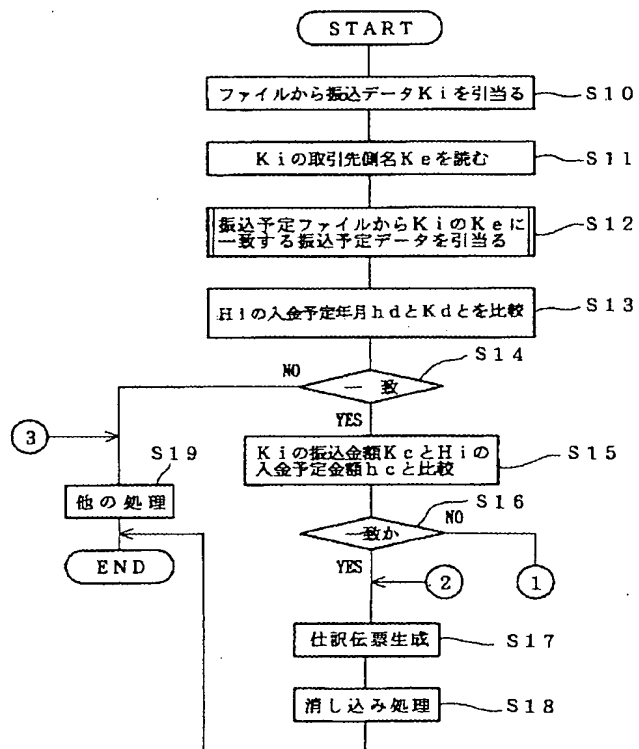 START
ファイルから振込データKiを引当る
S10
Kiの取引先側名Keを読む
S11
振込予定ファイルからKiのKeに
一致する振込予定データを引当る
S12
Hiの入金予定年月hdとKdとを比較
S13
S14
NO
一致
YES
3
S19
Kiの振込金額KcとHiの
入金予定金額hcと比較
S15
他の処理
S16
一致か
NO
END
YES
2
1
仕訳伝票生成
S17
消し込み処理
S18